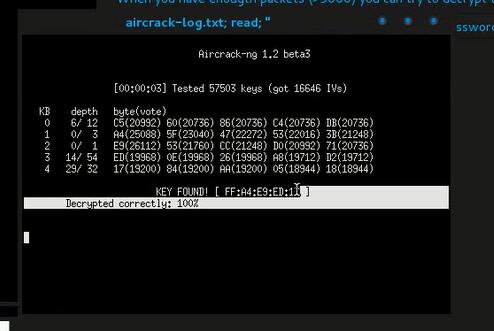 When you have enough packets (>5000) you can try to decrypt t
aircrack-log.txt; read; "
ssword
Aircrack-ng 1.2 beta3
[00:00:03] Tested 57503 keys (got 16646 IVs)
KB depth byte(vote)
0 6/ 12 C5(20992) 60(20736) 86(20736) C4(20736) DB(20736)
1 0/ 3 A4(25088) 5F(23040) 47(22272) 53(22016) 3B(21248)
2 0/ 1 E9(26112) 53(21760) CC(21248) D0(20992) 71(20736)
3 14/ 54 ED(19968) 0E(19968) 26(19968) A8(19712) D2(19712)
4 29/ 32 17(19200) 84(19200) AA(19200) 05(18944) 18(18944)
KEY FOUND! [ FF:A4:E9:ED: ]
Decrypted correctly: 100%